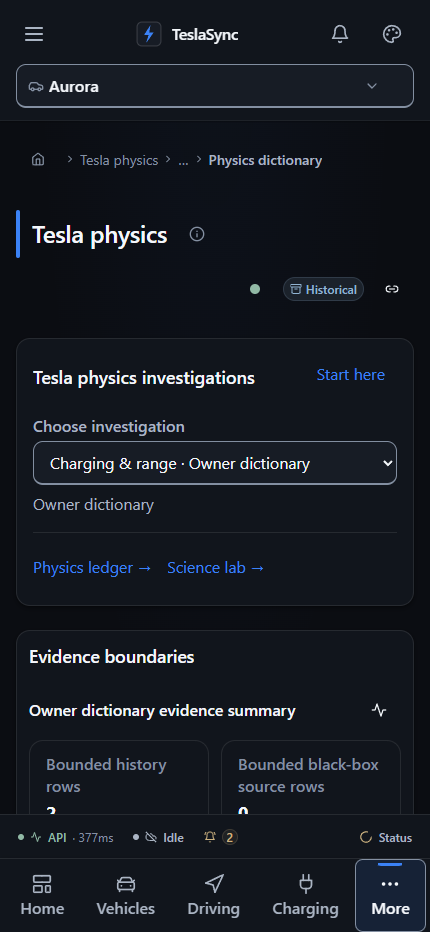 TeslaSync
Aurora
Tesla physics
...
Physics dictionary
Tesla physics
Historical
Tesla physics investigations
Start here
Choose investigation
Charging & range · Owner dictionary
Owner dictionary
Physics ledger →
Science lab →
Evidence boundaries
Owner dictionary evidence summary
Bounded history
rows
2
Bounded black-box
source rows
0
API · 377ms
Idle
2
Status
Home
Vehicles
Driving
Charging
More